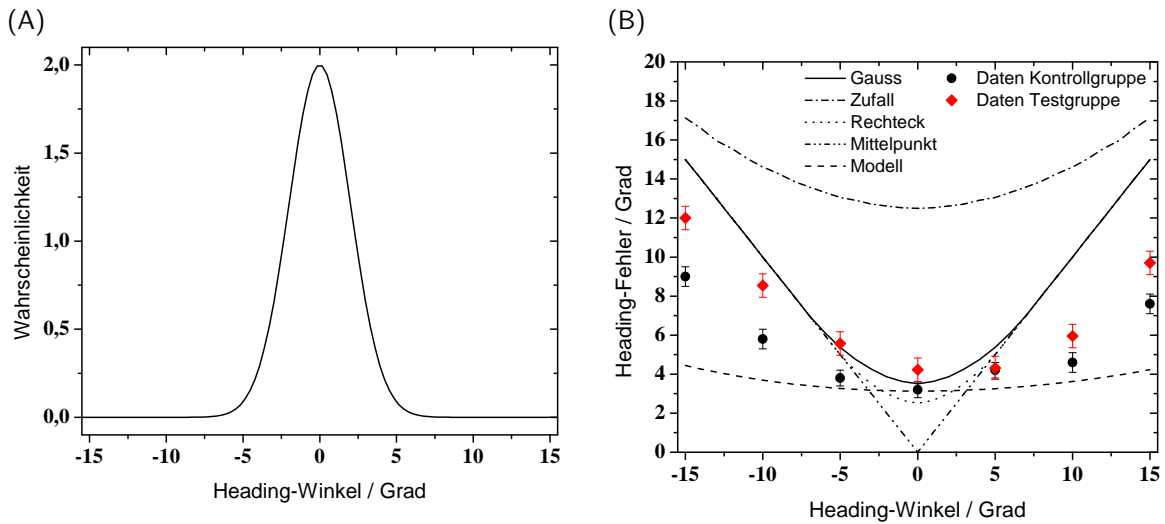 (A)
Wahrscheinlichkeit
2,0
1,5
1,0
0,5
0,0
-15 -10 -5 0 5 10 15
Heading-Winkel / Grad
(B)
Heading-Fehler / Grad
20
18
16
14
12
10
8
6
4
2
0
Gauss
Zufall
Rechteck
Mittelpunkt
Modell
Daten Kontrollgruppe
Daten Testgruppe
-15 -10 -5 0 5 10 15
Heading-Winkel / Grad